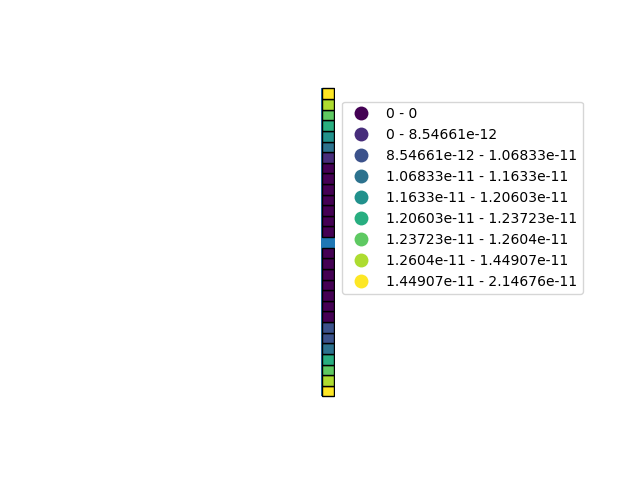 0 - 0
0 - 8.54661e-12
8.54661e-12 - 1.06833e-11
1.06833e-11 - 1.1633e-11
1.1633e-11 - 1.20603e-11
1.20603e-11 - 1.23723e-11
1.23723e-11 - 1.2604e-11
1.2604e-11 - 1.44907e-11
1.44907e-11 - 2.14676e-11